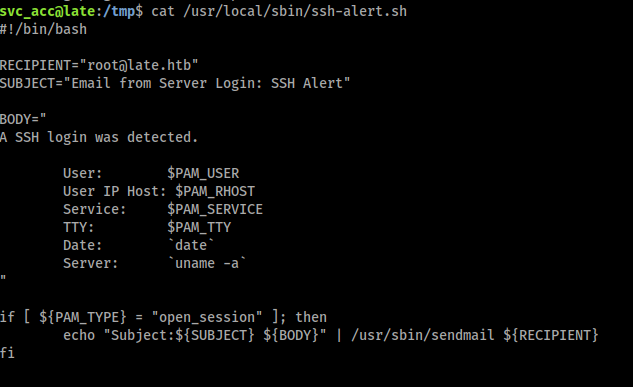 svc_acc@late:/tmp$ cat /usr/local/sbin/ssh-alert.sh
#!/bin/bash
RECIPIENT="root@late.htb"
SUBJECT="Email from Server Login: SSH Alert"
BODY="
A SSH login was detected.
User: $PAM_USER
User IP Host: $PAM_RHOST
Service: $PAM_SERVICE
TTY: $PAM_TTY
Date: `date`
Server: `uname -a`
"
if [ ${PAM_TYPE} = "open_session" ]; then
echo "Subject:${SUBJECT} ${BODY}" | /usr/sbin/sendmail ${RECIPIENT}
fi